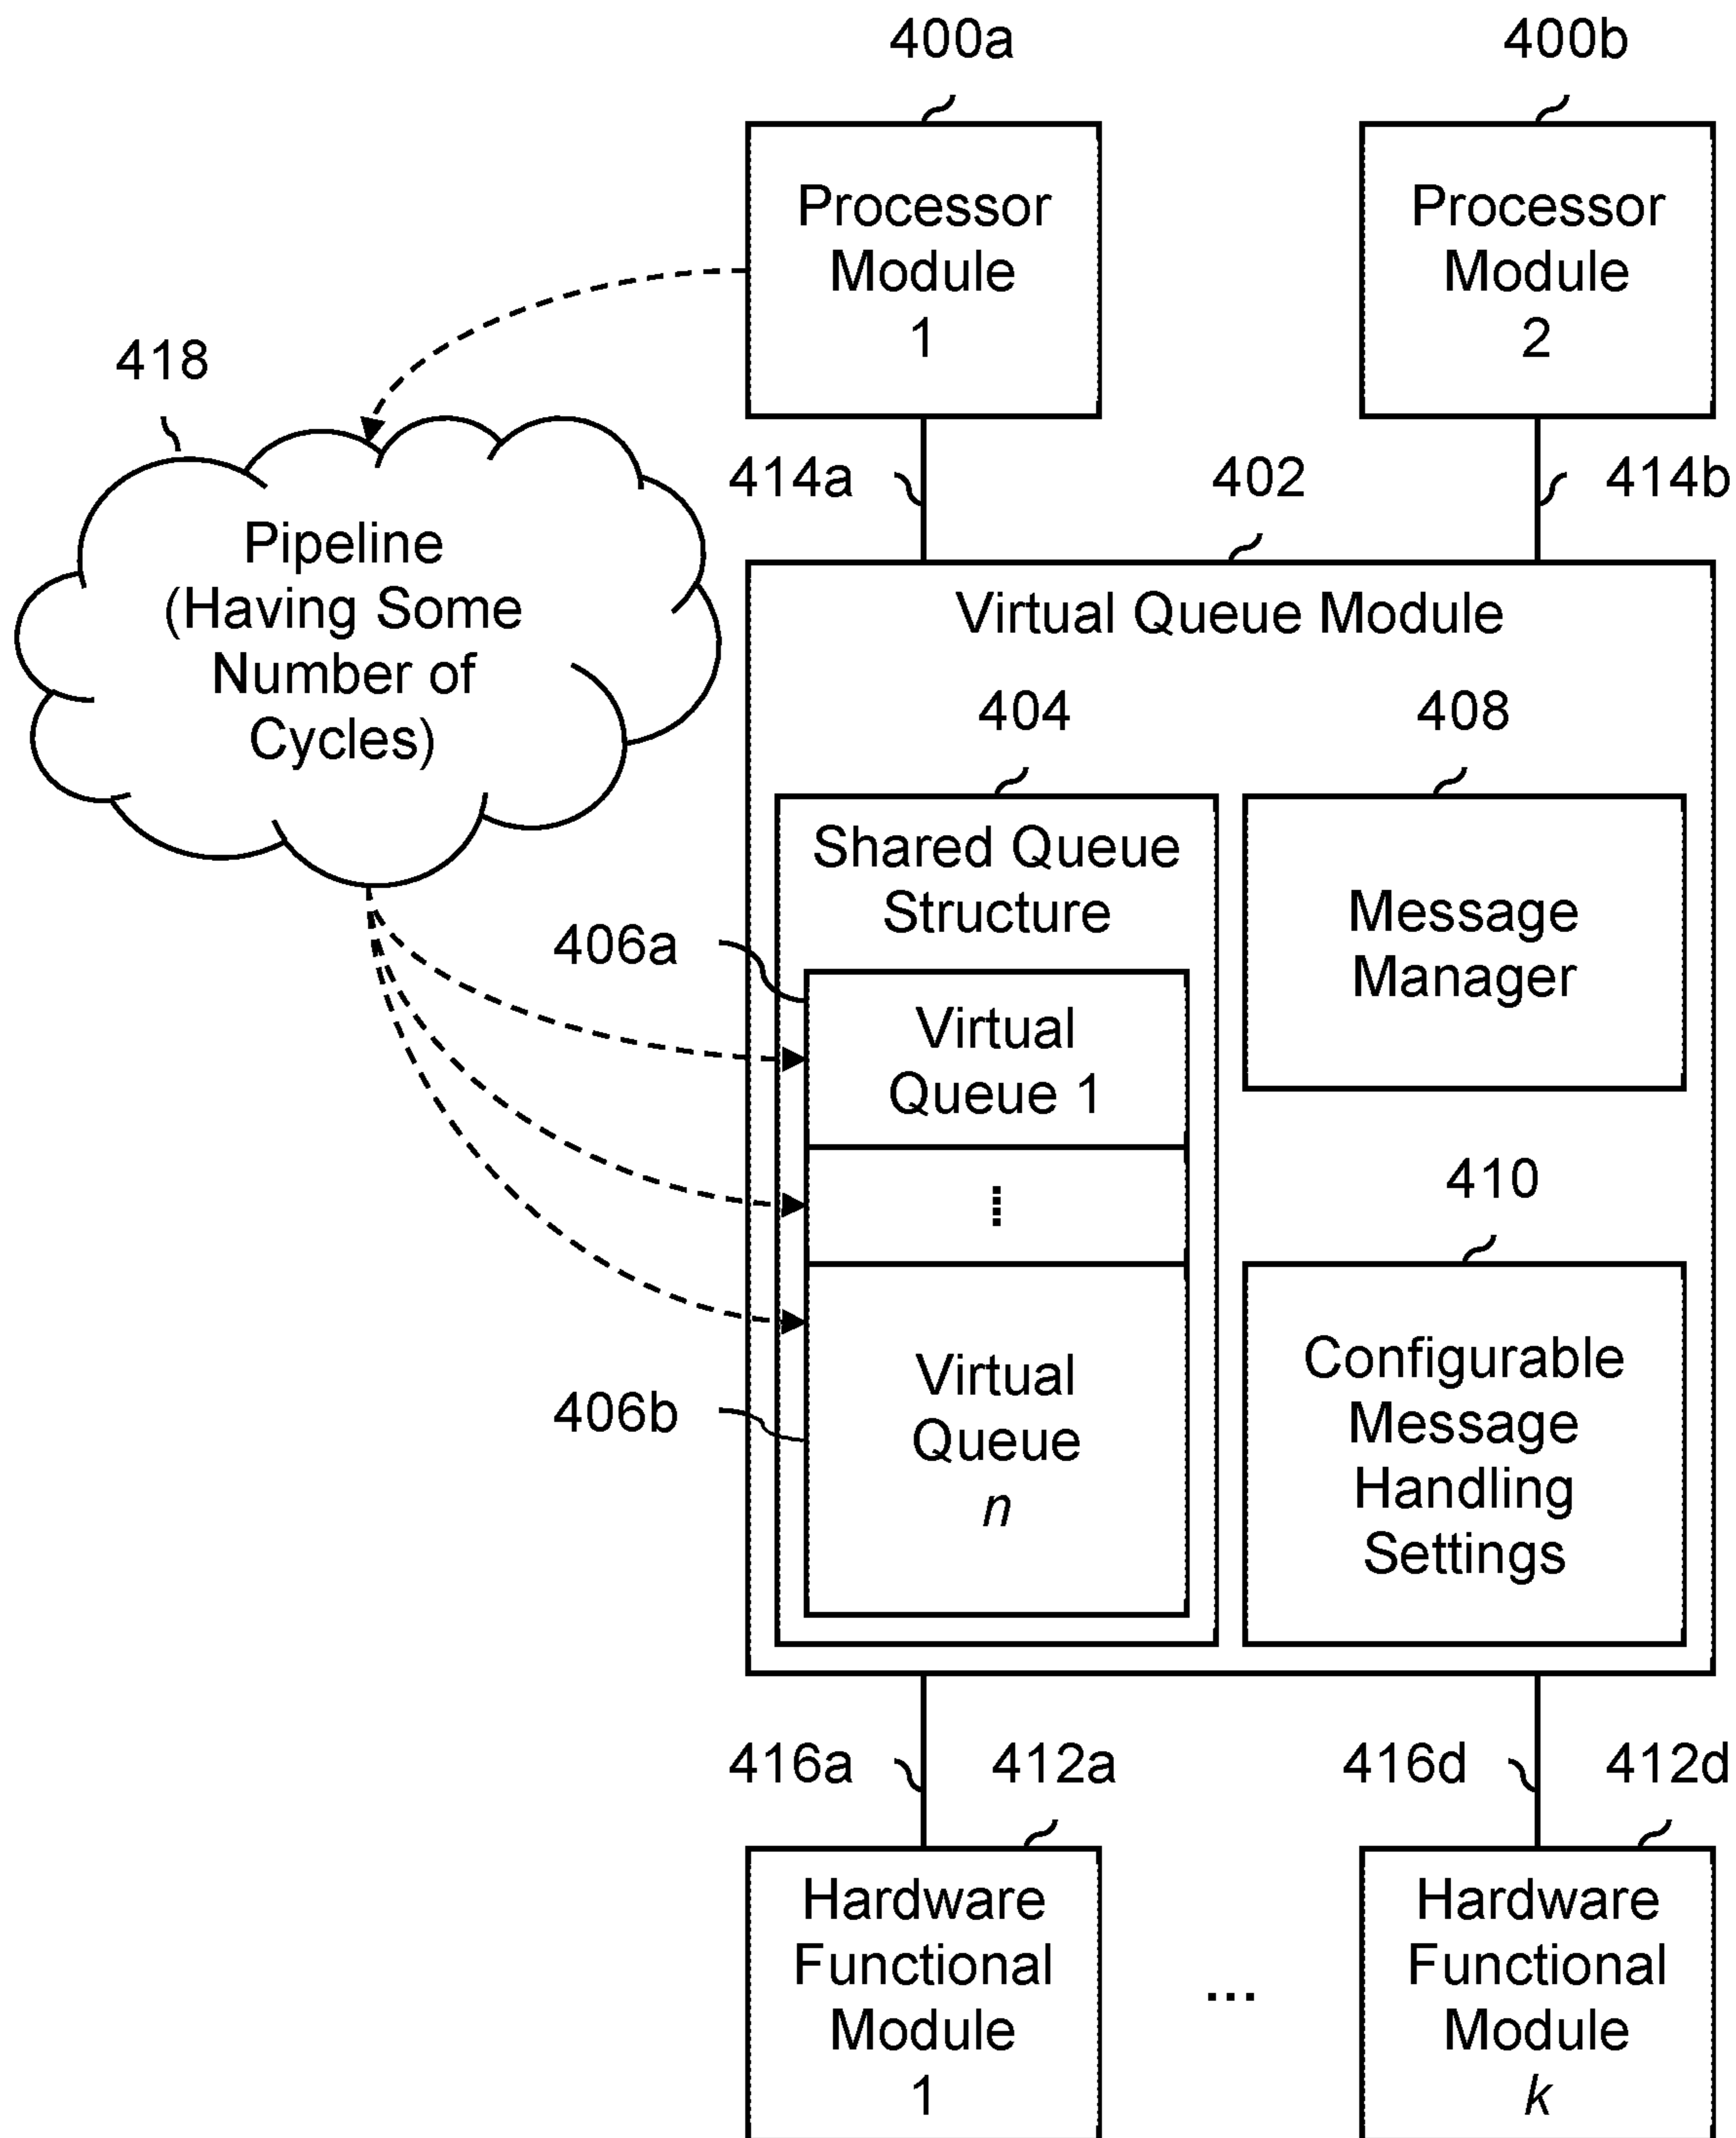 400a
400b
Processor
Module
1
Processor
Module
2
418
414a
402
414b
Pipeline
(Having Some
Number of
Cycles)
Virtual Queue Module
404
408
Shared Queue
Structure
Message
Manager
406a
Virtual
Queue 1
⁞
410
Configurable
Message
Handling
Settings
406b
Virtual
Queue
n
416a
412a
416d
412d
Hardware
Functional
Module
1
...
Hardware
Functional
Module
k